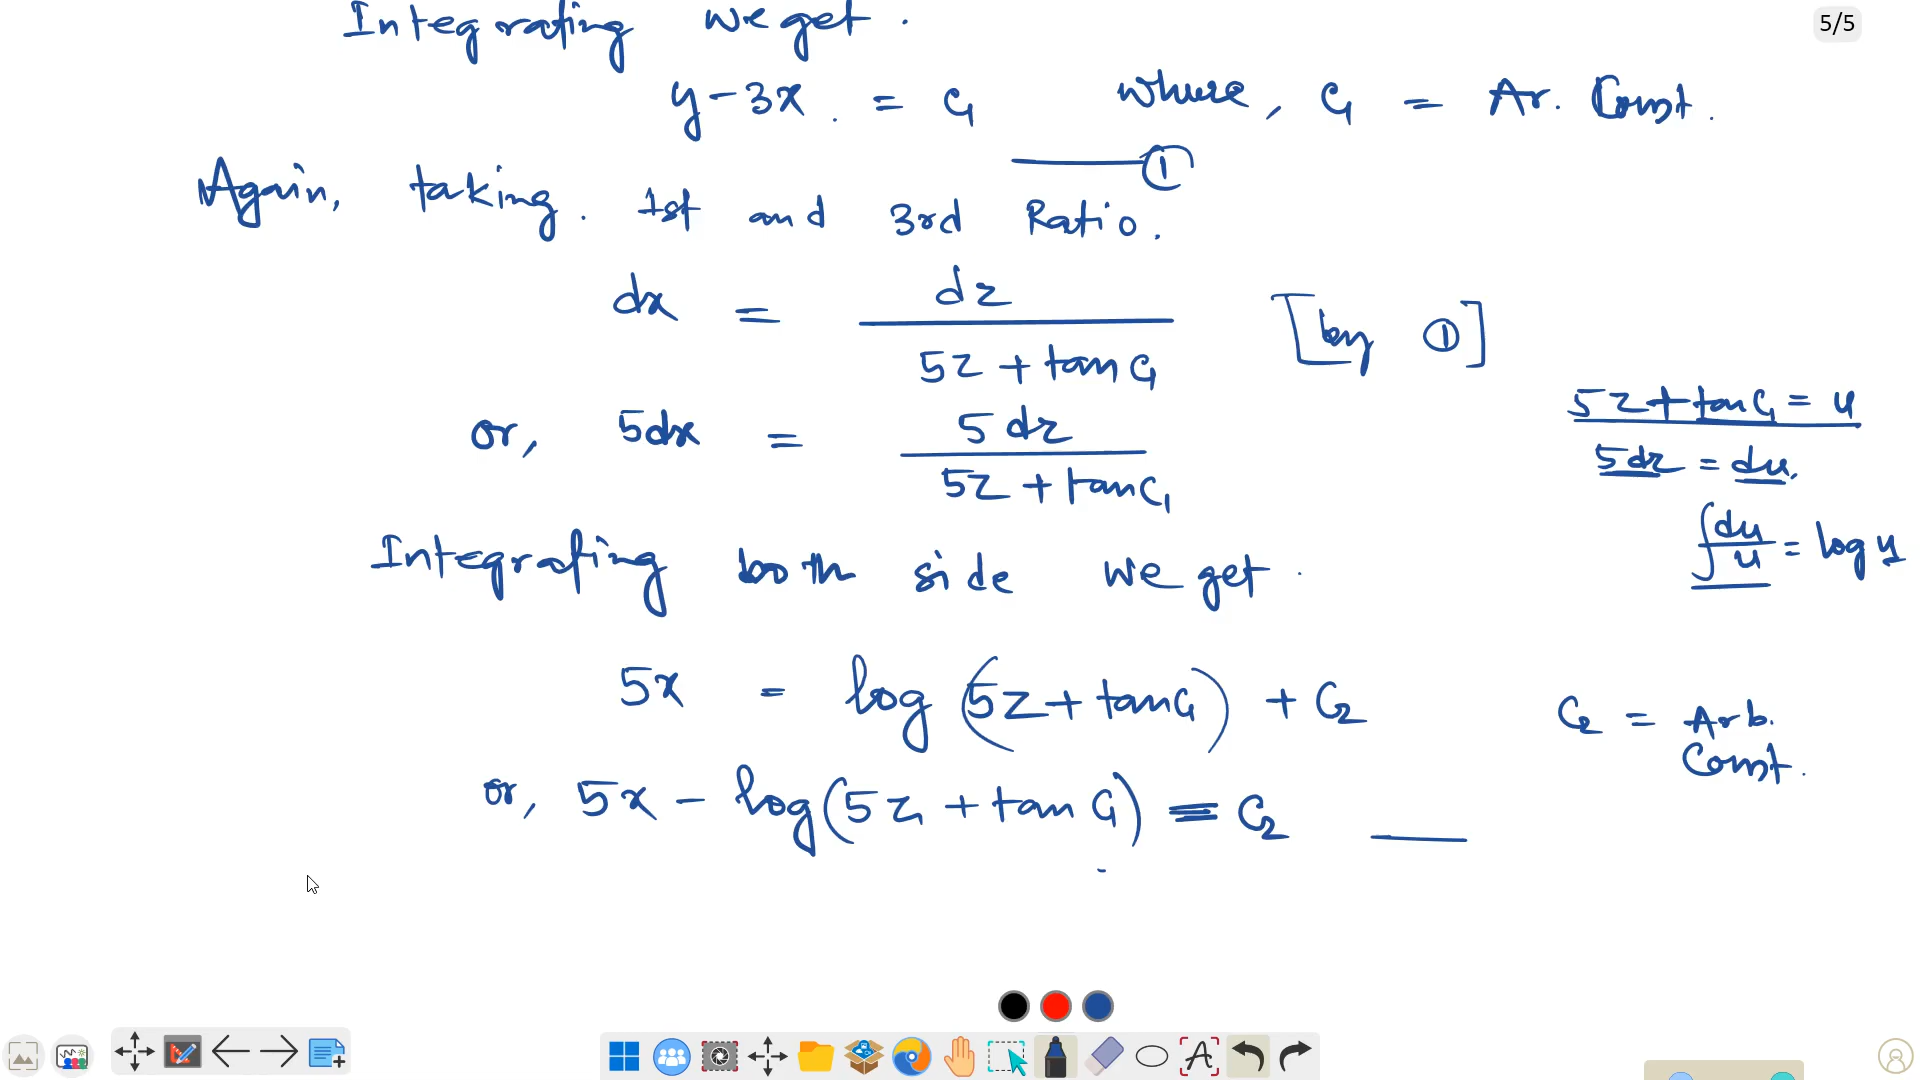 5/5
Integrating we get.
y - 3x = C₁ where, C₁ = Ar. Const.
①
Again, taking. 1st and 3rd Ratio.
dx = dz / 5z + tan C₁ [by ①]
5z + tan C₁ = u
or, 5dx = 5 dz / 5z + tan C₁
5dz = du.
∫ du/u = log u
Integrating both side we get.
5x = log (5z + tan C₁) + C₂
C₂ = Arb.
Const.
or, 5x - log (5z + tan C₁) = C₂